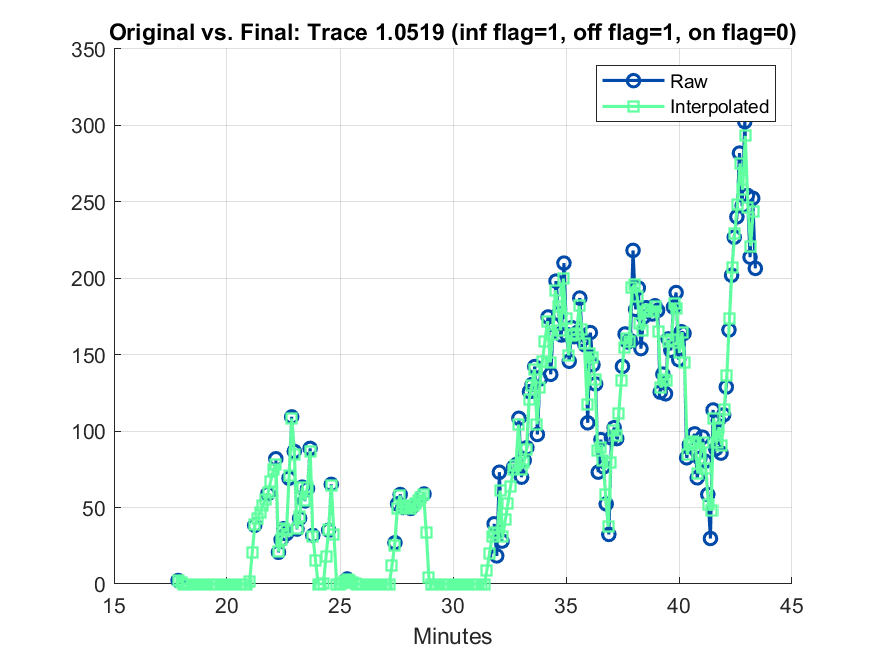 Original vs. Final: Trace 1.0519 (inf flag=1, off flag=1, on flag=0)
350
300
250
200
150
100
50
0
Raw
Interpolated
15 20 25 30 35 40 45
Minutes